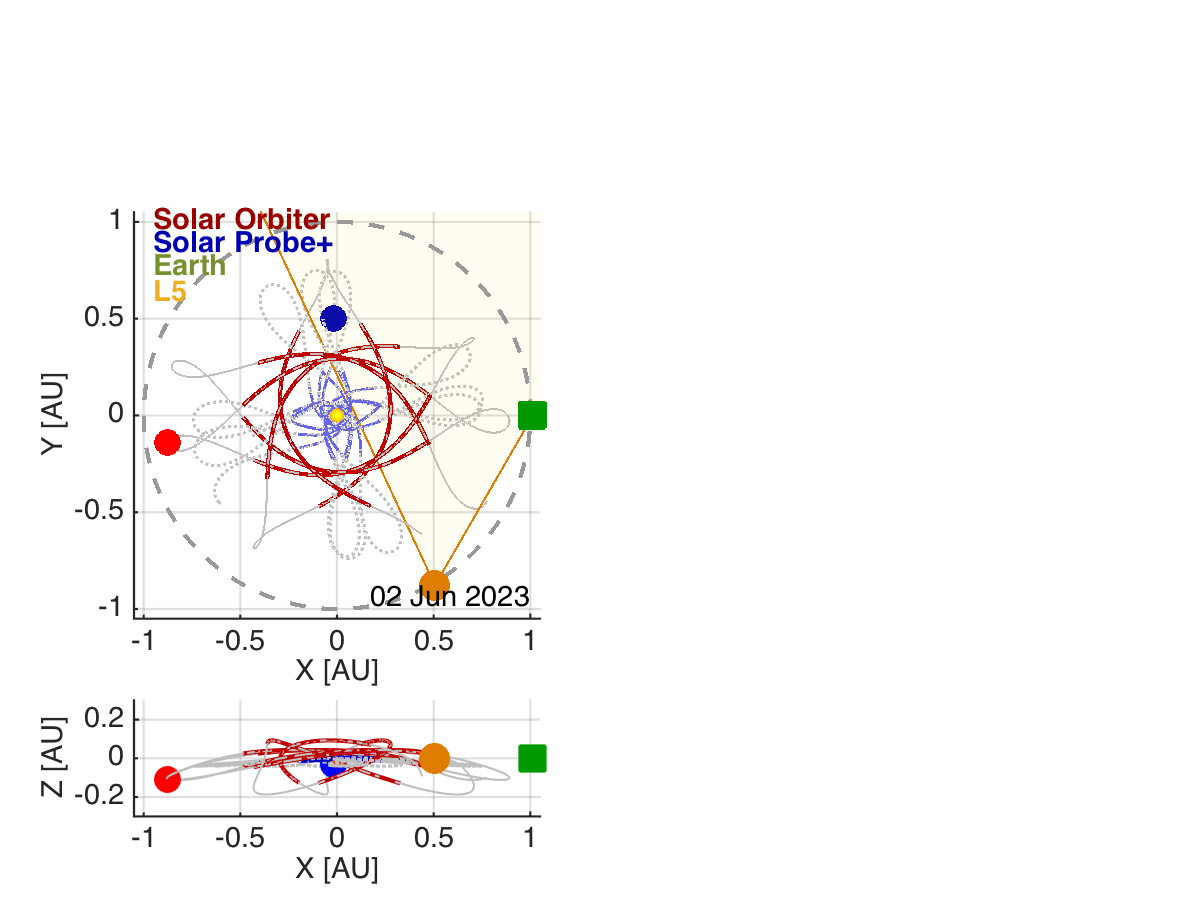 Solar Orbiter
Solar Probe+
Earth
L5
1
0.5
0
-0.5
-1
Y [AU]
02 Jun 2023
-1 -0.5 0 0.5 1
X [AU]
0.2
0
-0.2
Z [AU]
-1 -0.5 0 0.5 1
X [AU]